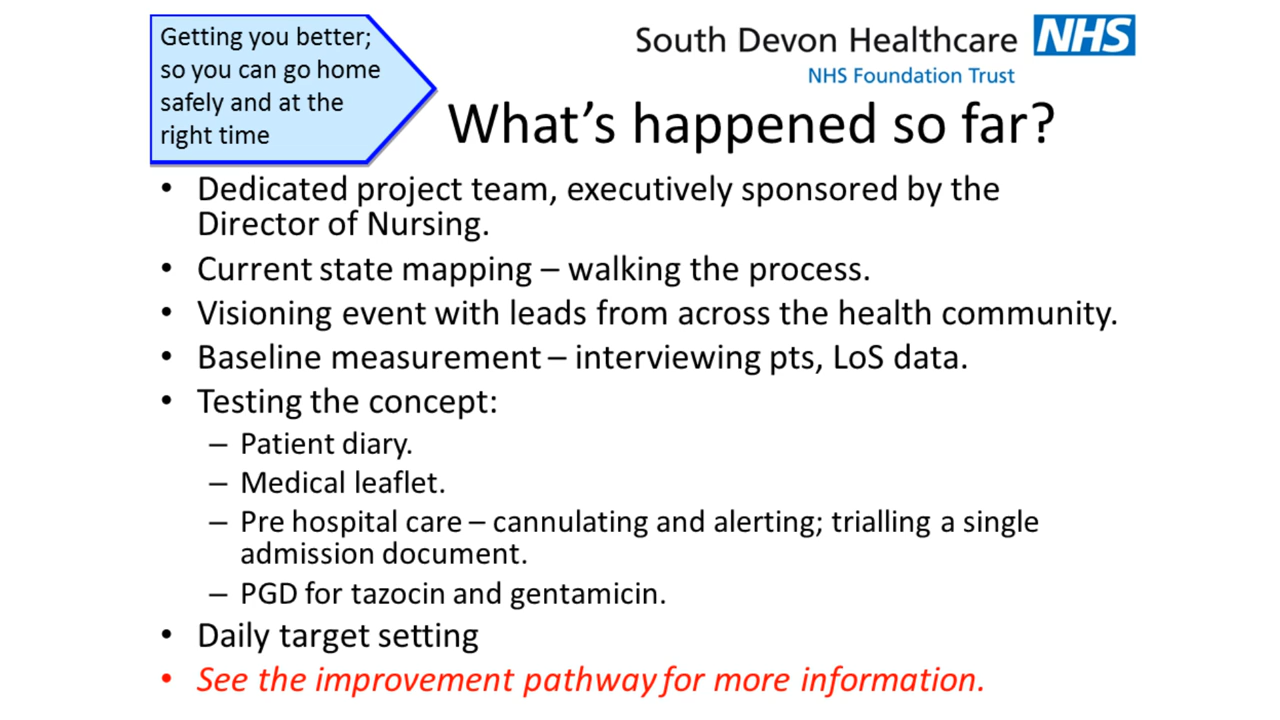 Getting you better;
so you can go home
safely and at the
right time
South Devon Healthcare NHS
NHS Foundation Trust
What's happened so far?
• Dedicated project team, executively sponsored by the
Director of Nursing.
• Current state mapping – walking the process.
• Visioning event with leads from across the health community.
• Baseline measurement – interviewing pts, LoS data.
• Testing the concept:
– Patient diary.
– Medical leaflet.
– Pre hospital care – cannulating and alerting; trialling a single
admission document.
– PGD for tazocin and gentamicin.
• Daily target setting
• See the improvement pathway for more information.